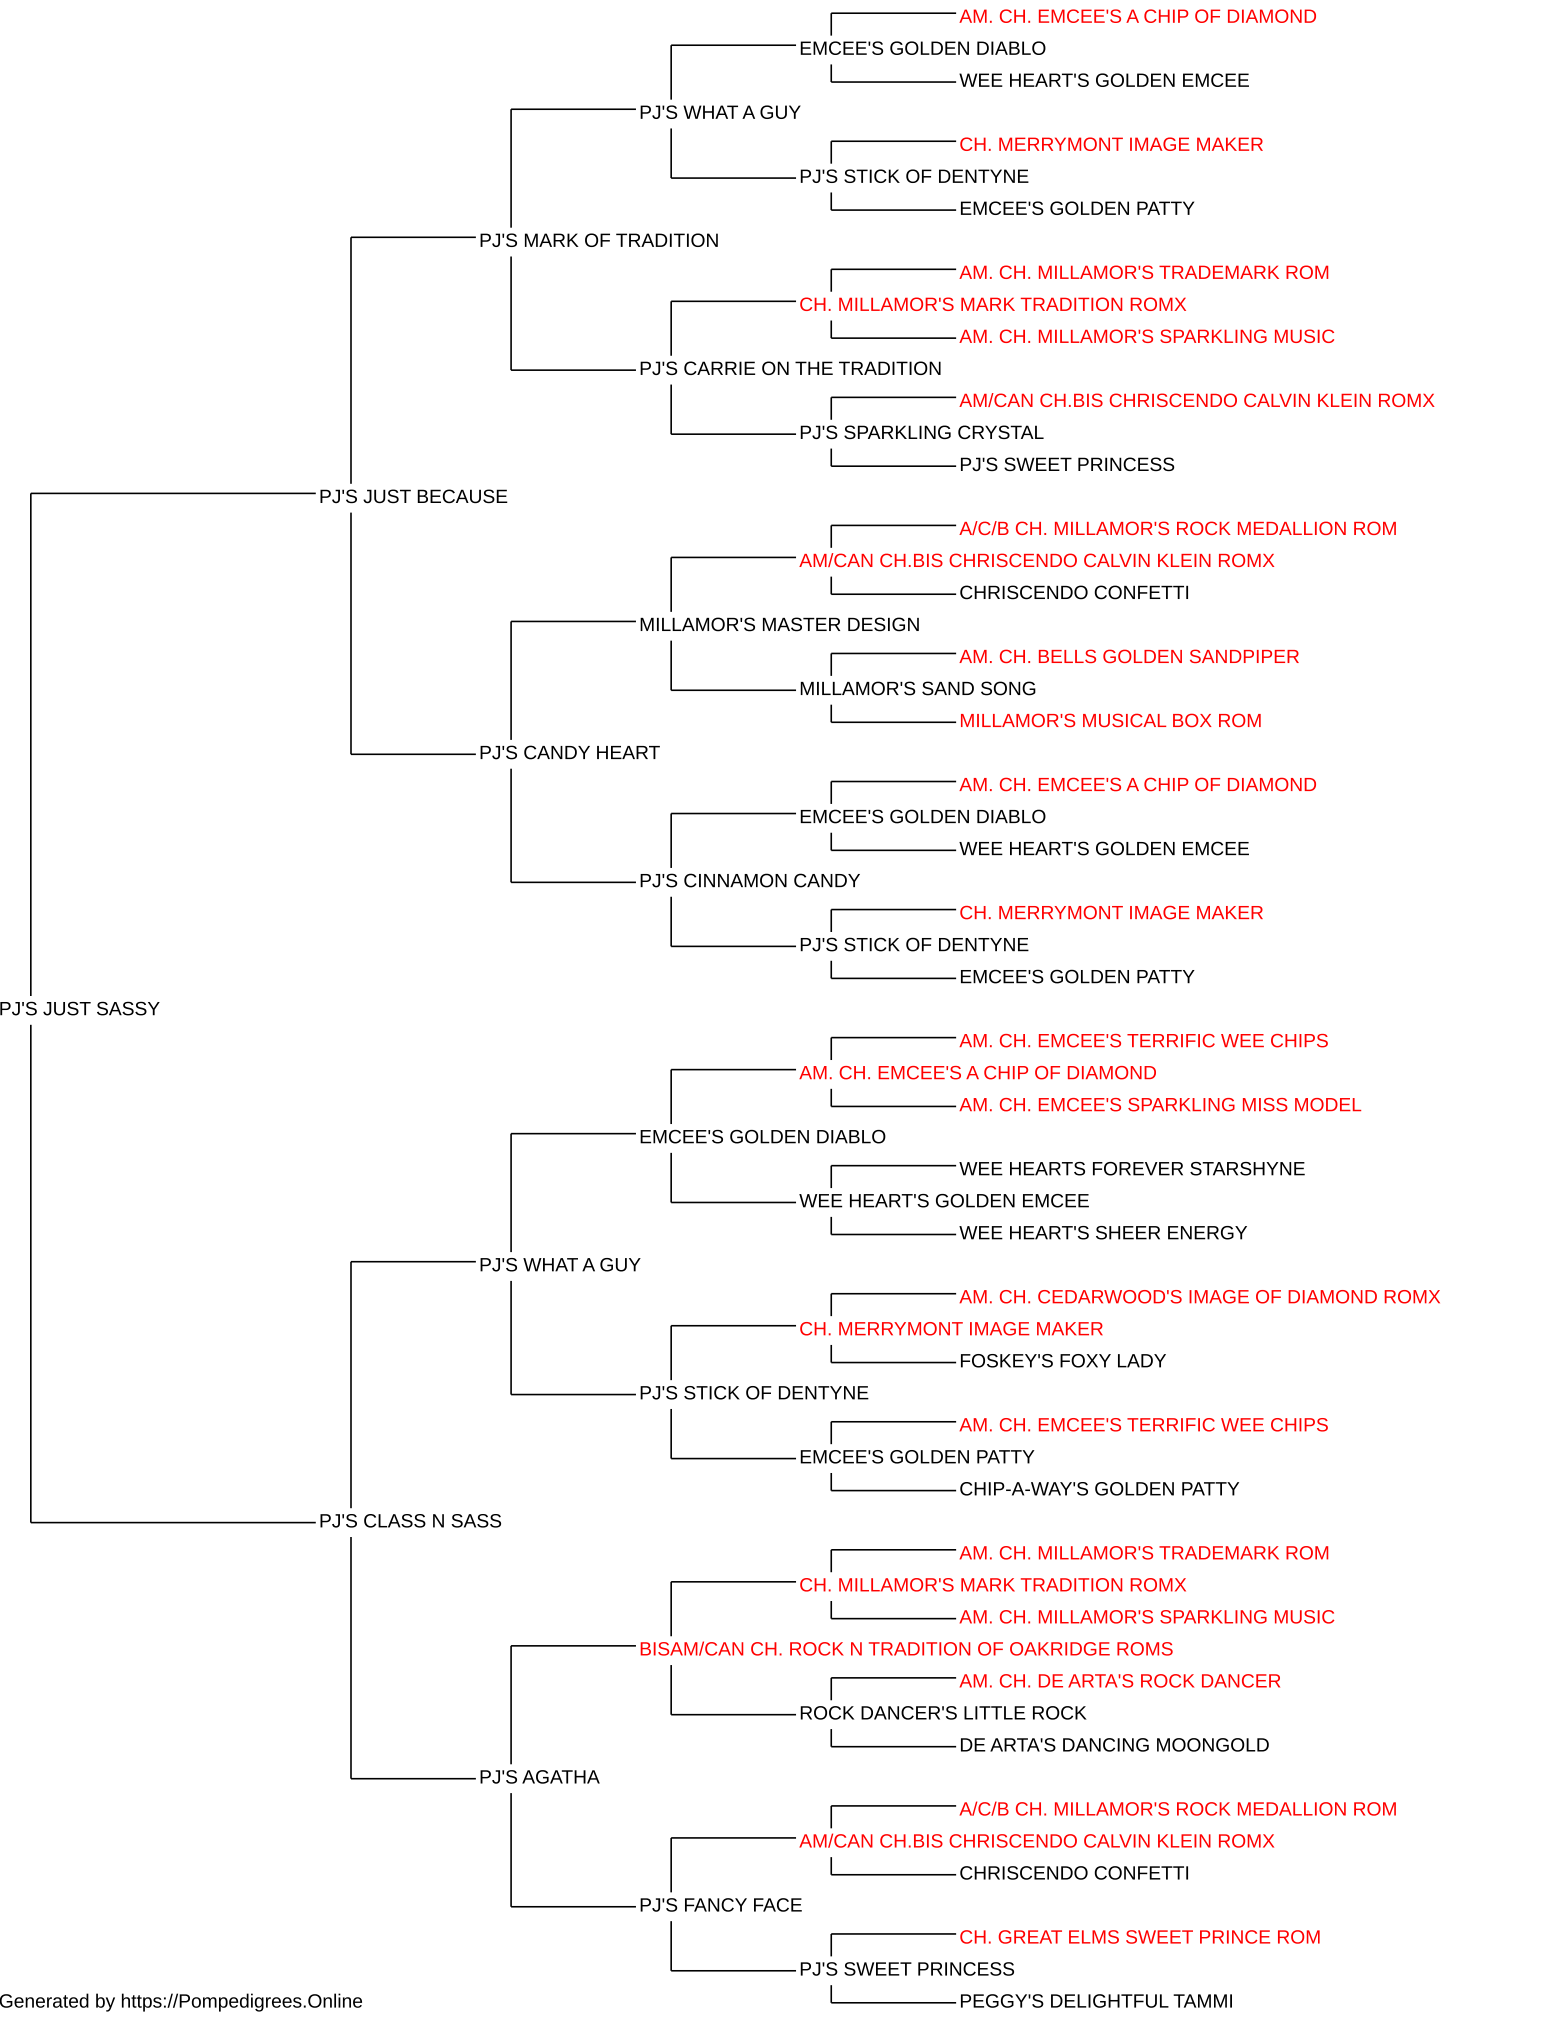 AM. CH. EMCEE'S A CHIP OF DIAMOND
EMCEE'S GOLDEN DIABLO
WEE HEART'S GOLDEN EMCEE
PJ'S WHAT A GUY
CH. MERRYMONT IMAGE MAKER
PJ'S STICK OF DENTYNE
EMCEE'S GOLDEN PATTY
PJ'S MARK OF TRADITION
AM. CH. MILLAMOR'S TRADEMARK ROM
CH. MILLAMOR'S MARK TRADITION ROMX
AM. CH. MILLAMOR'S SPARKLING MUSIC
PJ'S CARRIE ON THE TRADITION
AM/CAN CH.BIS CHRISCENDO CALVIN KLEIN ROMX
PJ'S SPARKLING CRYSTAL
PJ'S SWEET PRINCESS
PJ'S JUST BECAUSE
A/C/B CH. MILLAMOR'S ROCK MEDALLION ROM
AM/CAN CH.BIS CHRISCENDO CALVIN KLEIN ROMX
CHRISCENDO CONFETTI
MILLAMOR'S MASTER DESIGN
AM. CH. BELLS GOLDEN SANDPIPER
MILLAMOR'S SAND SONG
MILLAMOR'S MUSICAL BOX ROM
PJ'S CANDY HEART
AM. CH. EMCEE'S A CHIP OF DIAMOND
EMCEE'S GOLDEN DIABLO
WEE HEART'S GOLDEN EMCEE
PJ'S CINNAMON CANDY
CH. MERRYMONT IMAGE MAKER
PJ'S STICK OF DENTYNE
EMCEE'S GOLDEN PATTY
PJ'S JUST SASSY
AM. CH. EMCEE'S TERRIFIC WEE CHIPS
AM. CH. EMCEE'S A CHIP OF DIAMOND
AM. CH. EMCEE'S SPARKLING MISS MODEL
EMCEE'S GOLDEN DIABLO
WEE HEARTS FOREVER STARSHYNE
WEE HEART'S GOLDEN EMCEE
WEE HEART'S SHEER ENERGY
PJ'S WHAT A GUY
AM. CH. CEDARWOOD'S IMAGE OF DIAMOND ROMX
CH. MERRYMONT IMAGE MAKER
FOSKEY'S FOXY LADY
PJ'S STICK OF DENTYNE
AM. CH. EMCEE'S TERRIFIC WEE CHIPS
EMCEE'S GOLDEN PATTY
CHIP-A-WAY'S GOLDEN PATTY
PJ'S CLASS N SASS
AM. CH. MILLAMOR'S TRADEMARK ROM
CH. MILLAMOR'S MARK TRADITION ROMX
AM. CH. MILLAMOR'S SPARKLING MUSIC
BISAM/CAN CH. ROCK N TRADITION OF OAKRIDGE ROMS
AM. CH. DE ARTA'S ROCK DANCER
ROCK DANCER'S LITTLE ROCK
DE ARTA'S DANCING MOONGOLD
PJ'S AGATHA
A/C/B CH. MILLAMOR'S ROCK MEDALLION ROM
AM/CAN CH.BIS CHRISCENDO CALVIN KLEIN ROMX
CHRISCENDO CONFETTI
PJ'S FANCY FACE
CH. GREAT ELMS SWEET PRINCE ROM
PJ'S SWEET PRINCESS
PEGGY'S DELIGHTFUL TAMMI
Generated by https://Pompedigrees.Online